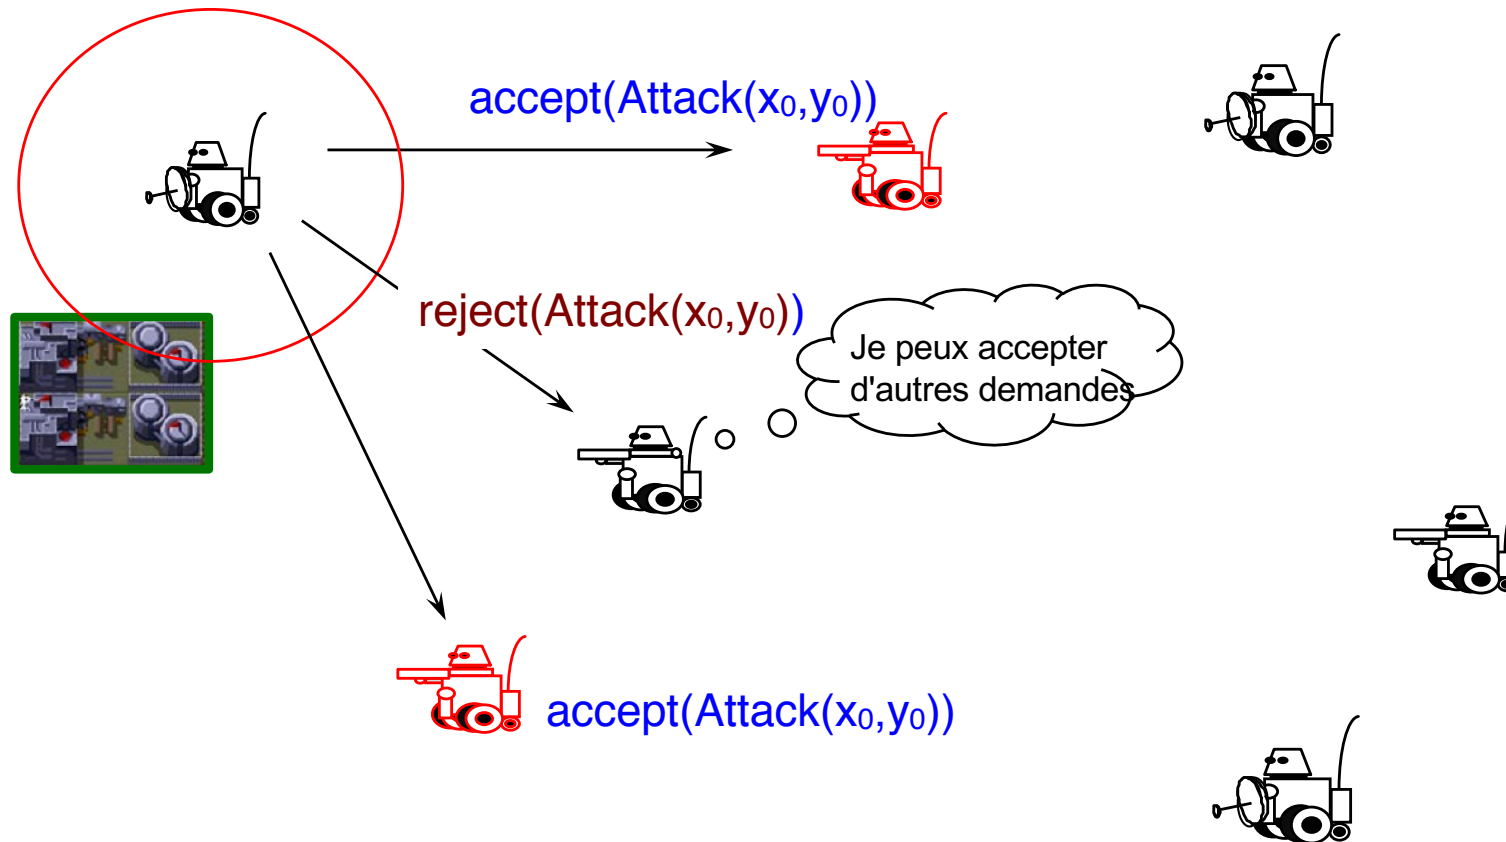 accept(Attack(x₀,y₀))
reject(Attack(x₀,y₀))
Je peux accepter
d'autres demandes
accept(Attack(x₀,y₀))